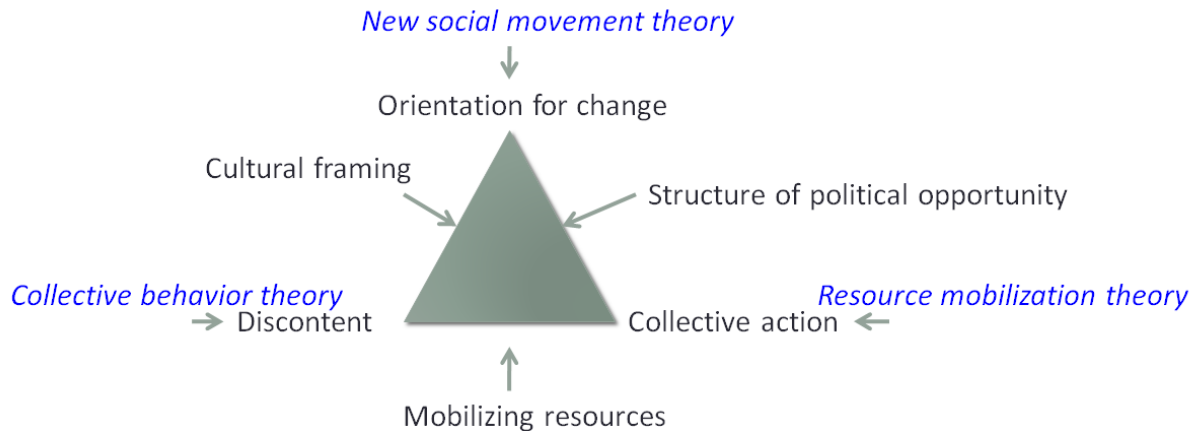 New social movement theory
Orientation for change
Cultural framing
Structure of political opportunity
Collective behavior theory
Resource mobilization theory
Discontent
Collective action
Mobilizing resources